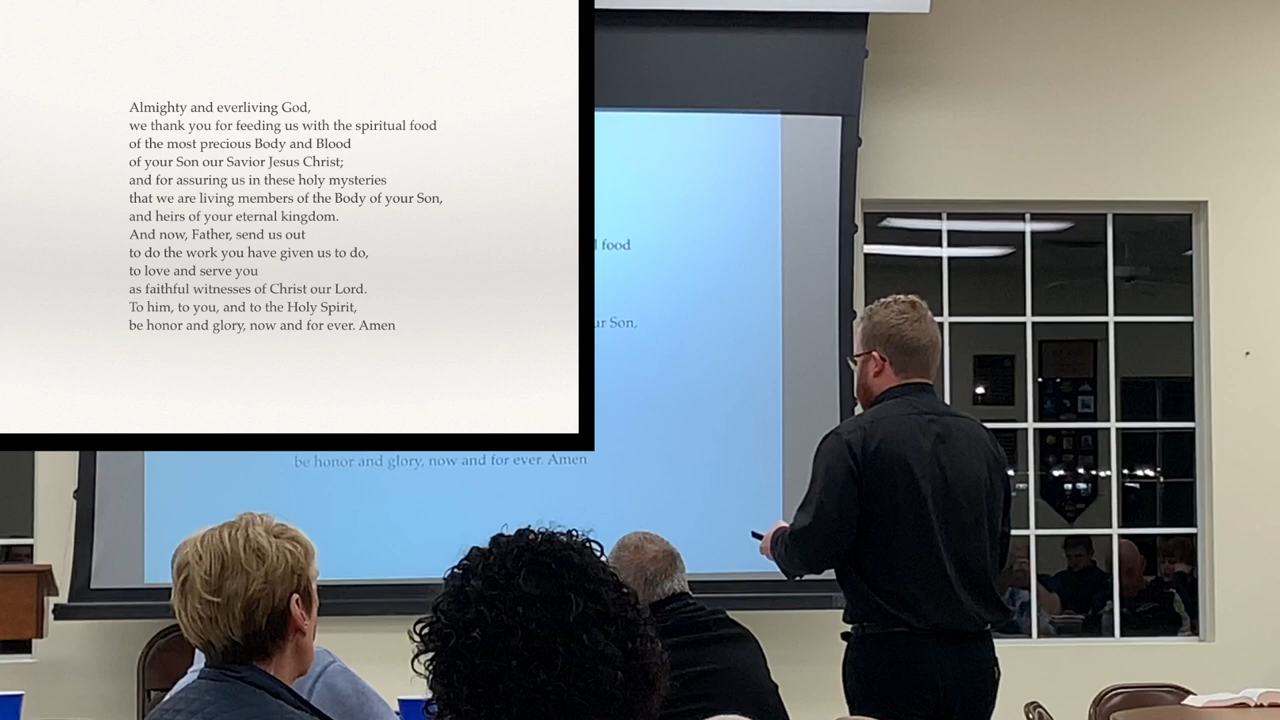 Almighty and everliving God,
we thank you for feeding us with the spiritual food
of the most precious Body and Blood
of your Son our Savior Jesus Christ;
and for assuring us in these holy mysteries
that we are living members of the Body of your Son,
and heirs of your eternal kingdom.
And now, Father, send us out
to do the work you have given us to do,
to love and serve you
as faithful witnesses of Christ our Lord.
To him, to you, and to the Holy Spirit,
be honor and glory, now and for ever. Amen
food
Son,
be honor and glory, now and for ever. Amen